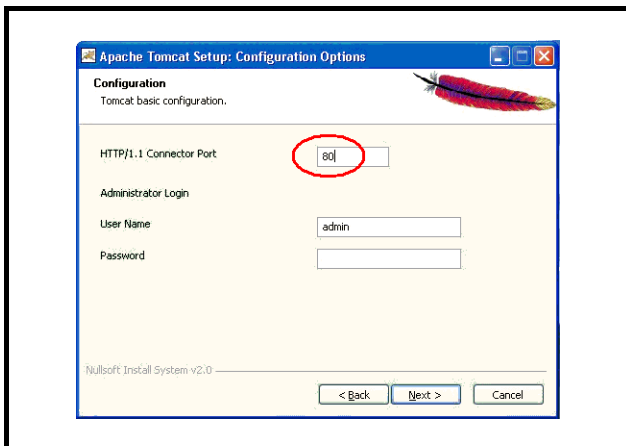 Apache Tomcat Setup: Configuration Options
Configuration
Tomcat basic configuration.
HTTP/1.1 Connector Port 80
Administrator Login
User Name admin
Password
Nullsoft Install System v2.0
< Back Next > Cancel